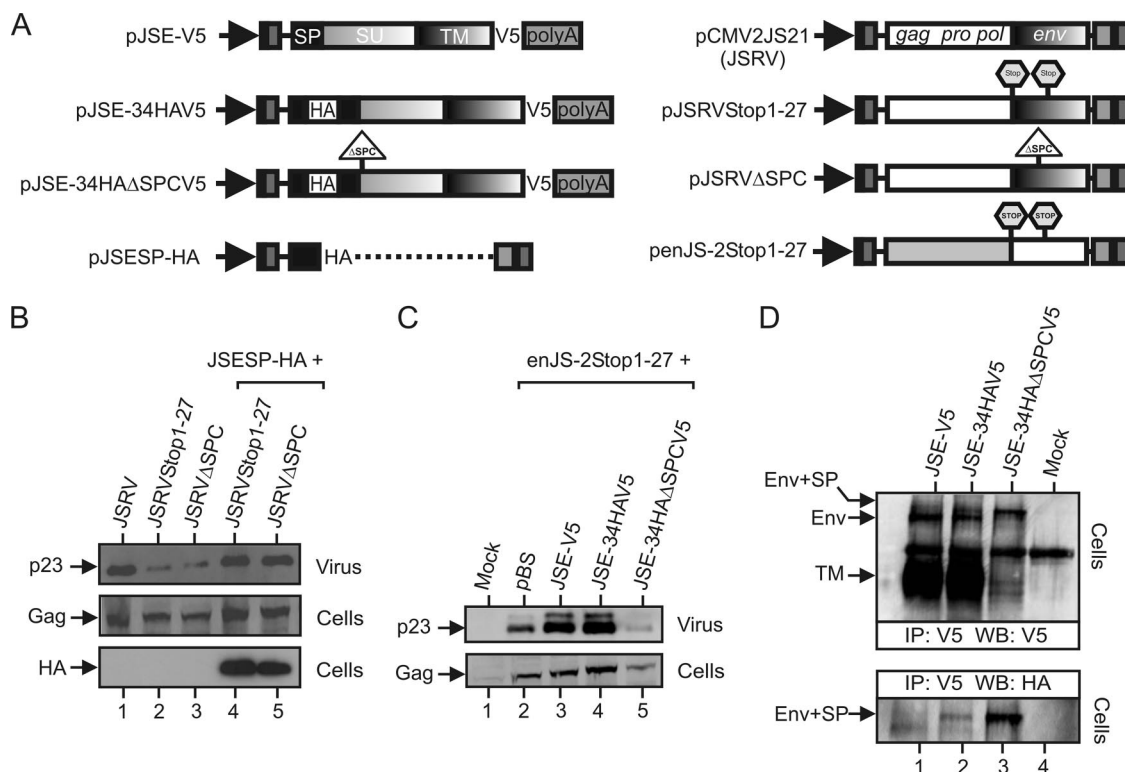 A
pJSE-V5
SP SU TM V5 polyA
pJSE-34HAV5
HA V5 polyA
ΔSPC
pJSE-34HAΔSPCV5
HA V5 polyA
pJSESP-HA
HA
pCMV2JS21
(JSRV)
gag pro pol env
Stop Stop
pJSRVStop1-27
ΔSPC
pJSRVΔSPC
STOP STOP
penJS-2Stop1-27
B
JSESP-HA +
JSRV
JSRVStop1-27
JSRVΔSPC
JSRVStop1-27
JSRVΔSPC
p23 Virus
Gag Cells
HA Cells
1 2 3 4 5
C
enJS-2Stop1-27 +
Mock
pBS
JSE-V5
JSE-34HAV5
JSE-34HAΔSPCV5
p23 Virus
Gag Cells
1 2 3 4 5
D
JSE-V5
JSE-34HAV5
JSE-34HAΔSPCV5
Mock
Env+SP
Env
TM
Cells
IP: V5 WB: V5
IP: V5 WB: HA
Env+SP
Cells
1 2 3 4